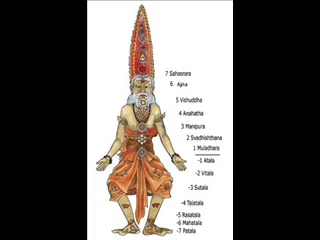 7 Sahasrara
6 Ajna
5 Vishuddha
4 Anahatha
3 Manipura
2 Svadhishthana
1 Muladhara
-1 Atala
-2 Vitala
-3 Sutala
-4 Talatala
-5 Rasatala
-6 Mahatala
-7 Patala